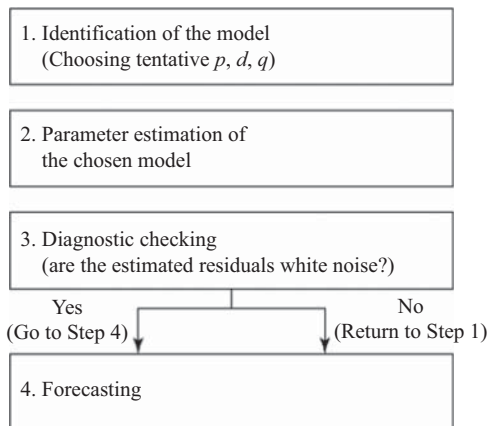 1. Identification of the model
(Choosing tentative p, d, q)
2. Parameter estimation of
the chosen model
3. Diagnostic checking
(are the estimated residuals white noise?)
Yes
(Go to Step 4)
No
(Return to Step 1)
4. Forecasting